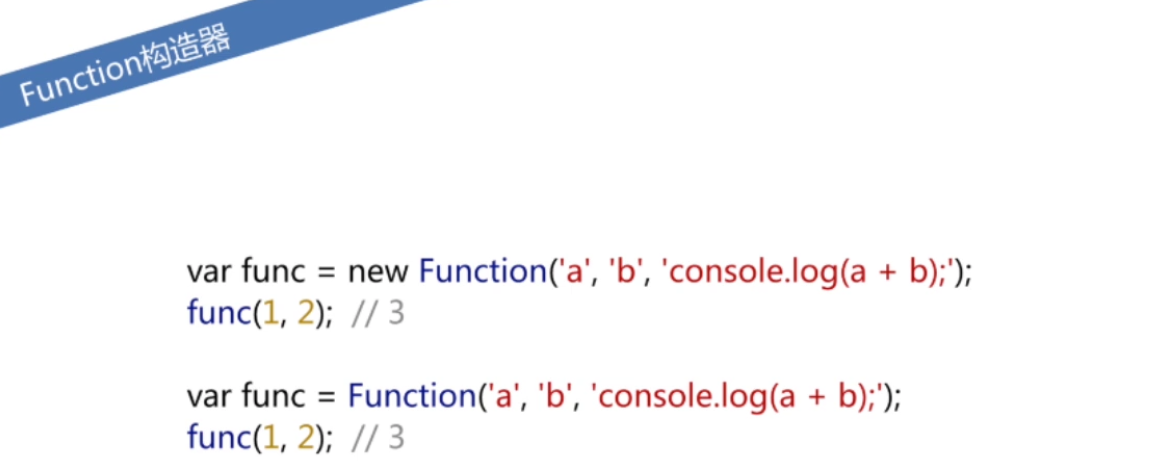 Function构造器
var func = new Function('a', 'b', 'console.log(a + b);');
func(1, 2); // 3
var func = Function('a', 'b', 'console.log(a + b);');
func(1, 2); // 3